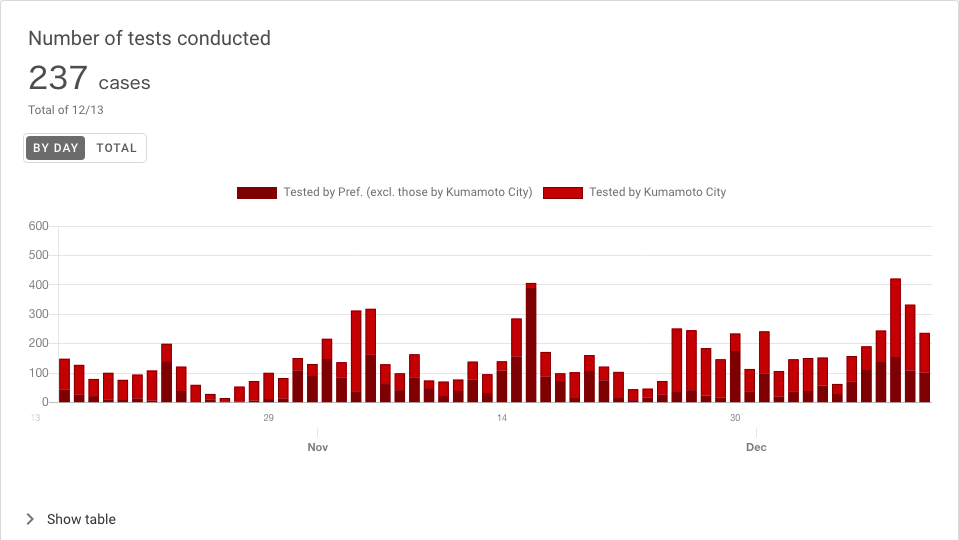 Number of tests conducted
237 cases
Total of 12/13
BY DAY TOTAL
Tested by Pref. (excl. those by Kumamoto City) Tested by Kumamoto City
600
500
400
300
200
100
0
13 29 14 30
Nov Dec
Show table